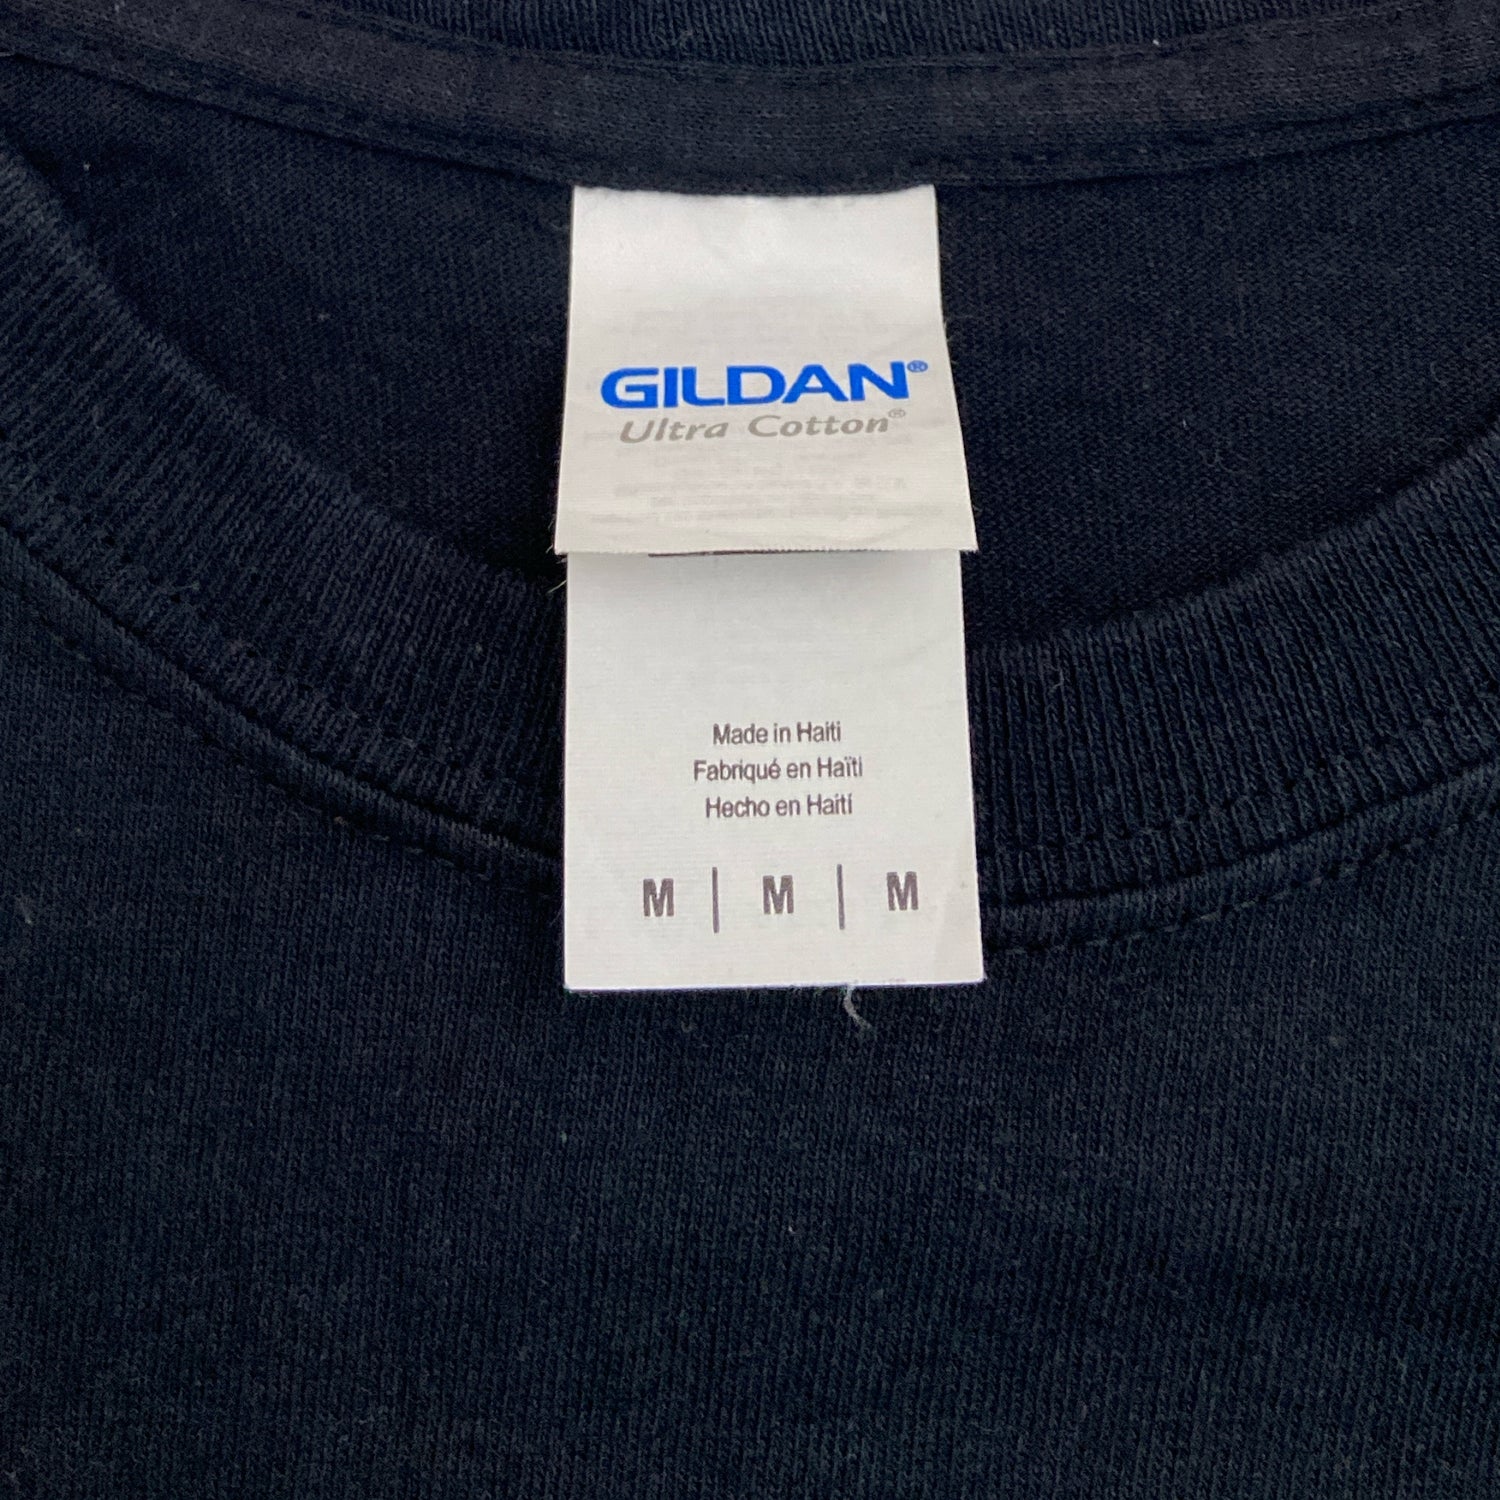 GILDAN®
Ultra Cotton®
Made in Haiti
Fabriqué en Haïti
Hecho en Haití
M | M | M